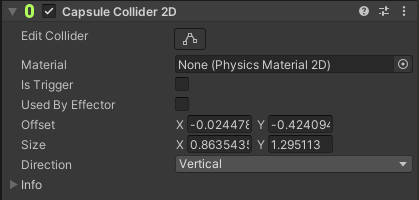 Capsule Collider 2D
Edit Collider
Material None (Physics Material 2D)
Is Trigger
Used By Effector
Offset X -0.024478 Y -0.424094
Size X 0.8635435 Y 1.295113
Direction Vertical
Info